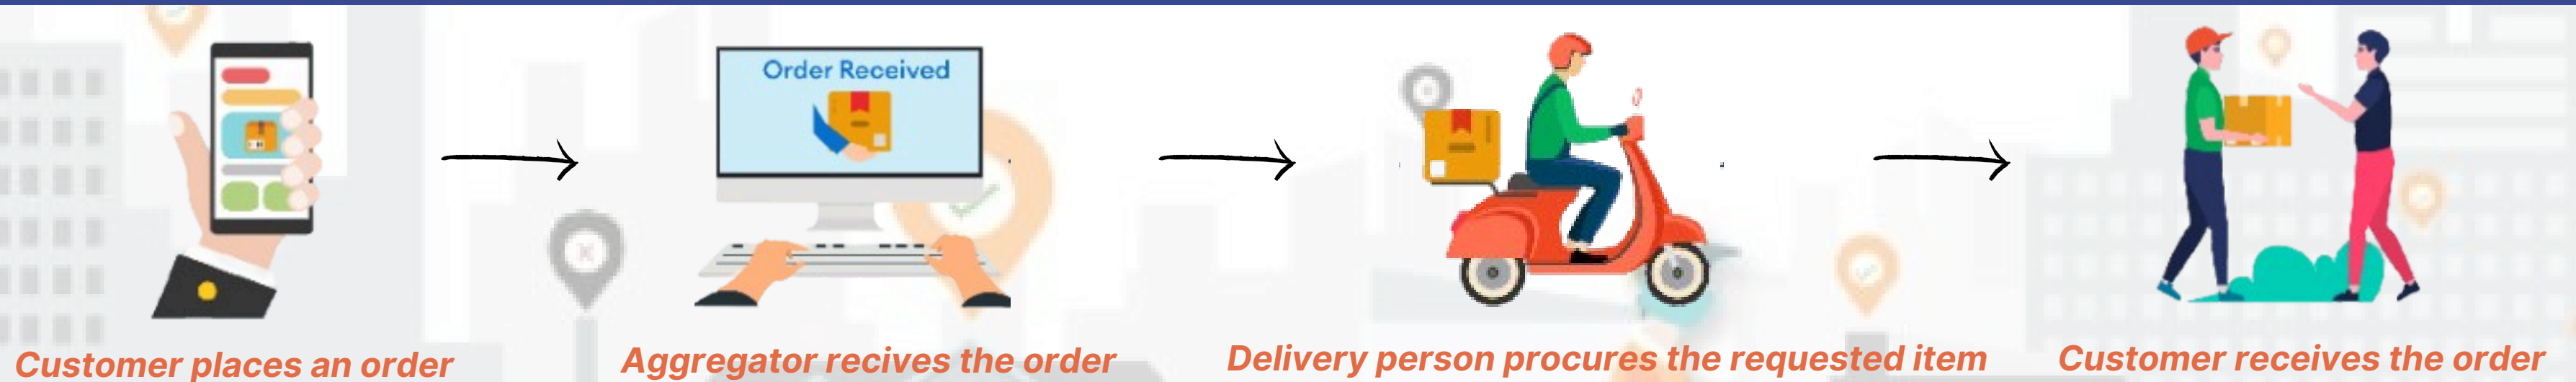 Order Received
Customer places an order
Aggregator recives the order
Delivery person procures the requested item
Customer receives the order